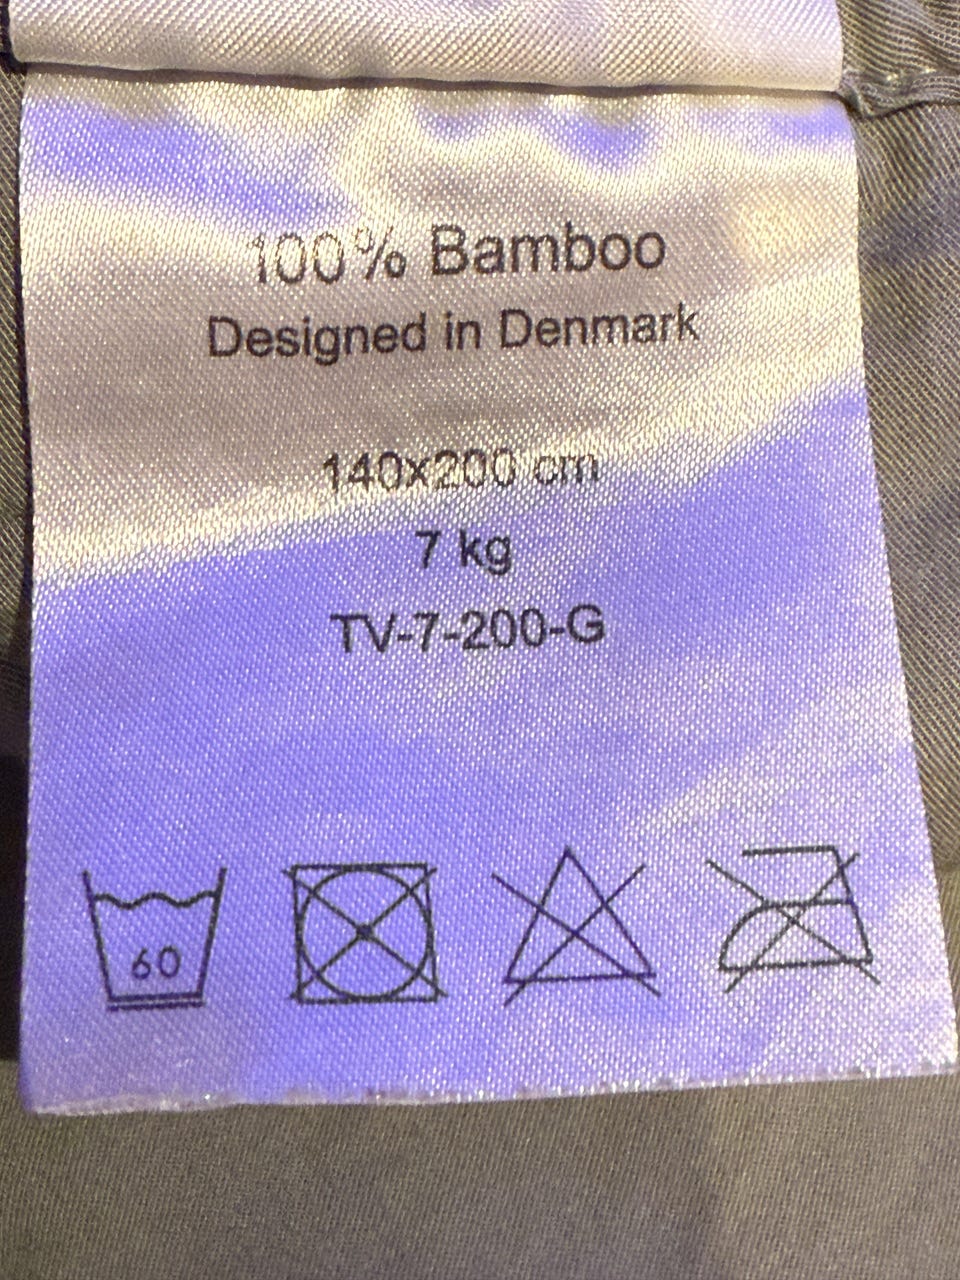 100% Bamboo
Designed in Denmark
140x200 cm
7 kg
TV-7-200-G
60